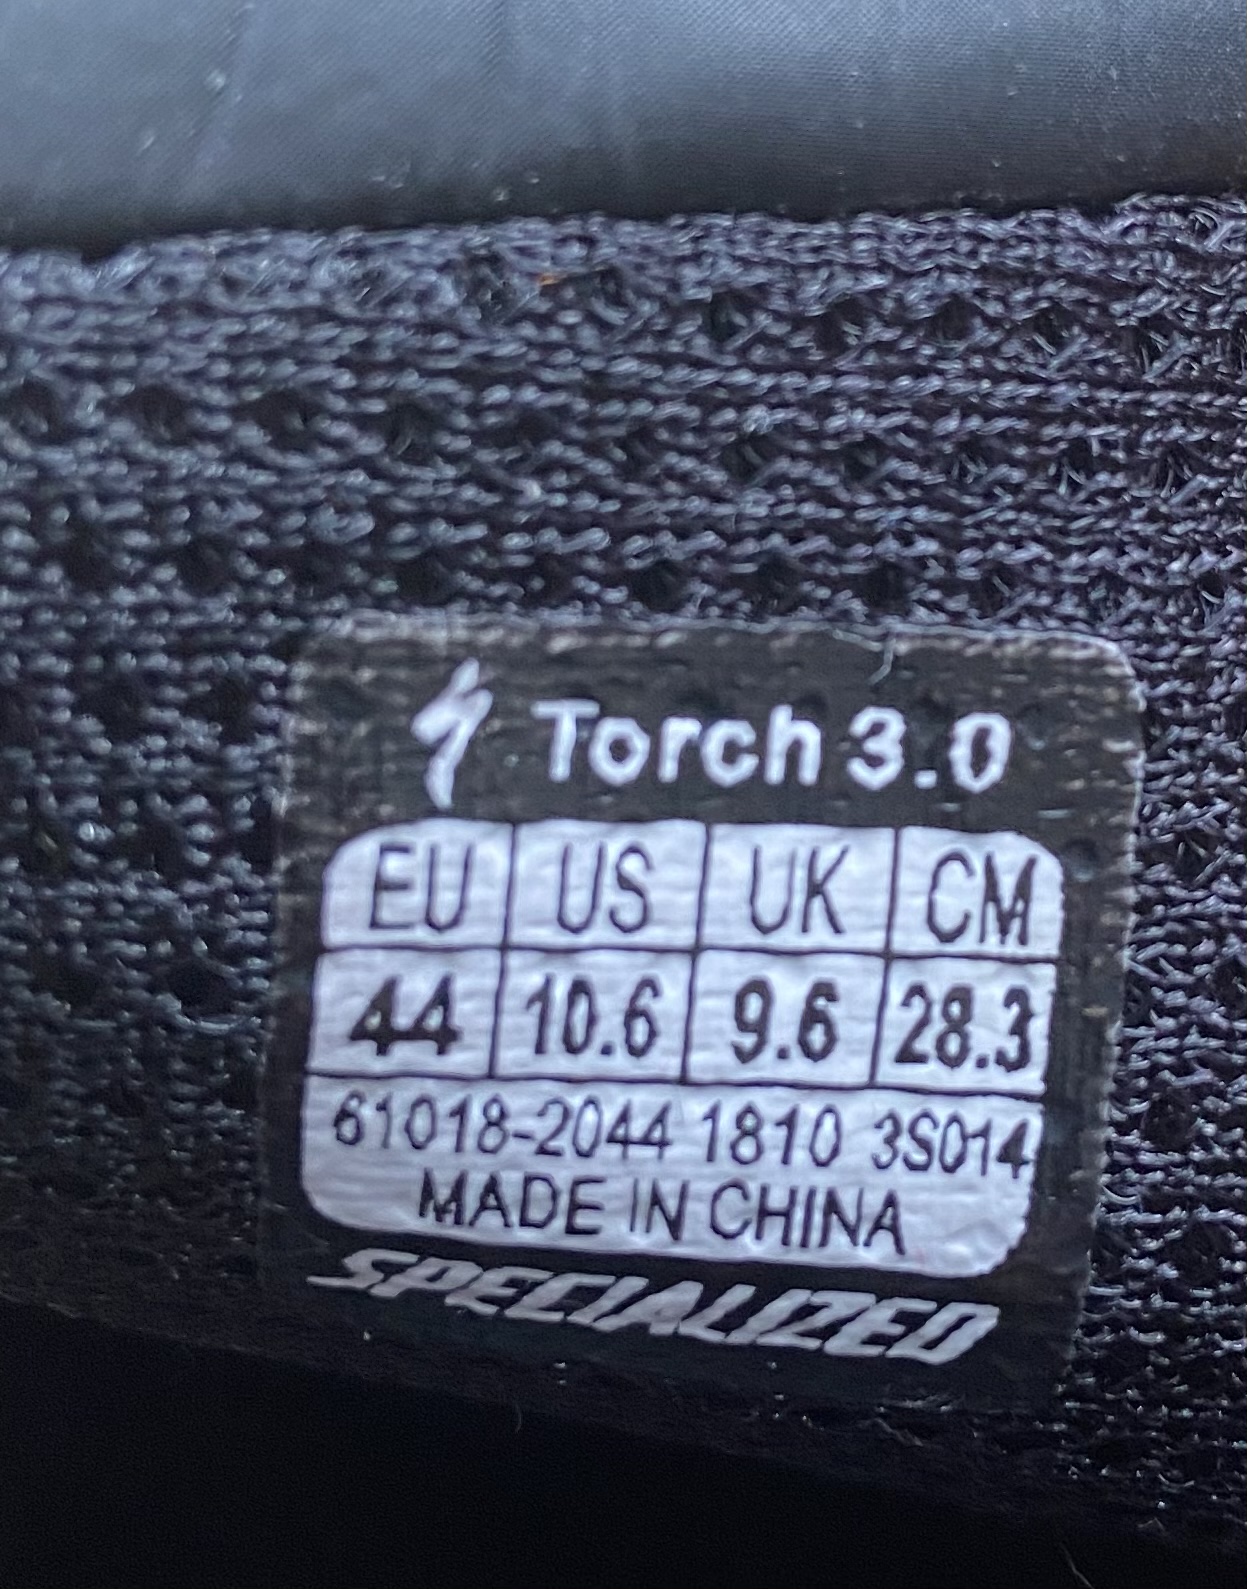 Torch 3.0
EU US UK CM
44 10.6 9.6 28.3
61018-2044 1810 3S014
MADE IN CHINA
SPECIALIZED